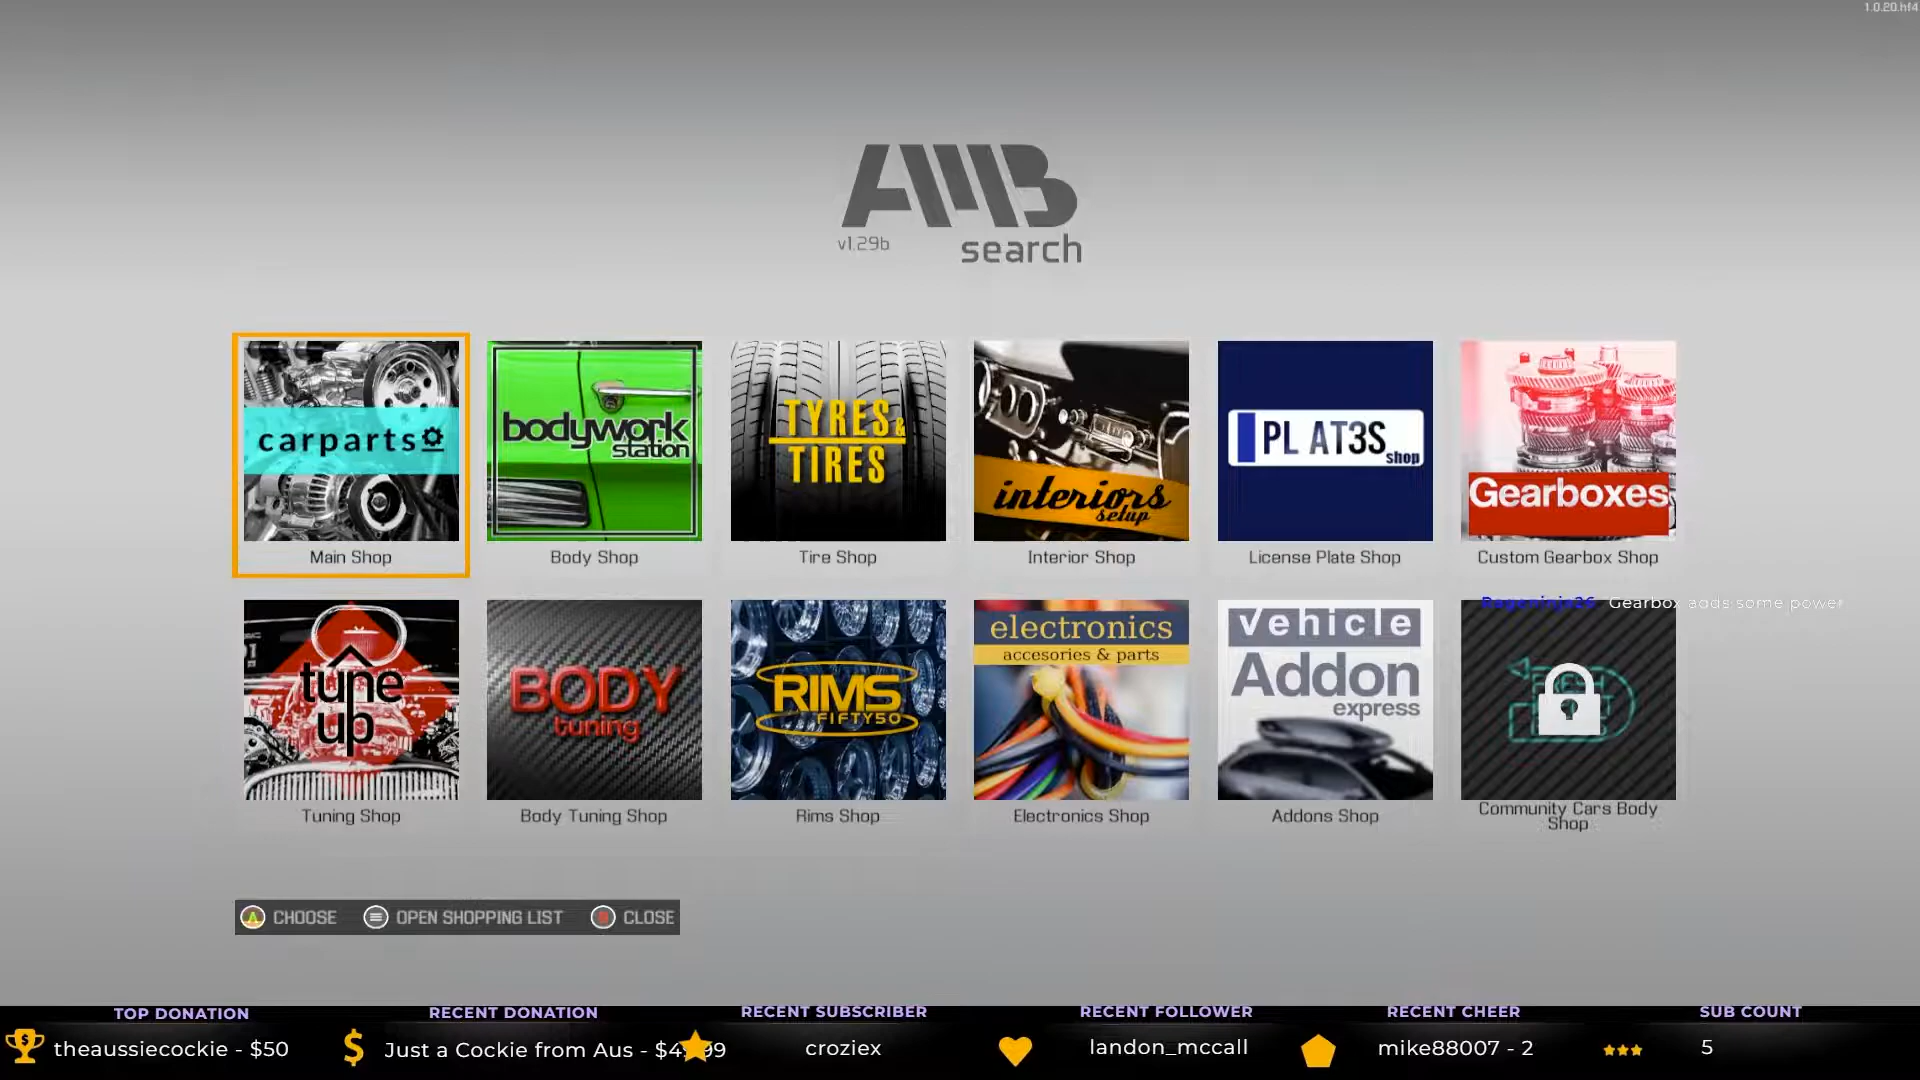 1.0.20.hf4
AMB
v1.29b
search
carparts
bodywork
station
TYRES &
TIRES
interiors
setup
PL AT3S
shop
Gearboxes
Main Shop
Body Shop
Tire Shop
Interior Shop
License Plate Shop
Custom Gearbox Shop
Rageninja26 Gearbox adds some power
tune
up
BODY
tuning
RIMS
FIFTY50
electronics
accesories & parts
vehicle
Addon
express
Tuning Shop
Body Tuning Shop
Rims Shop
Electronics Shop
Addons Shop
Community Cars Body
Shop
A CHOOSE
OPEN SHOPPING LIST
B CLOSE
TOP DONATION
RECENT DONATION
RECENT SUBSCRIBER
RECENT FOLLOWER
RECENT CHEER
SUB COUNT
theaussiecockie - $50
Just a Cockie from Aus -
croziex
landon_mccall
mike88007 - 2
5